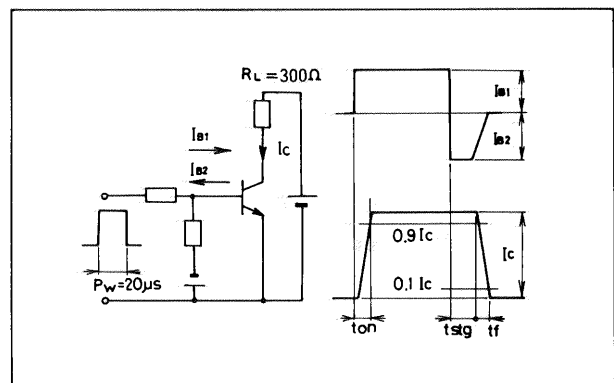 RL=300Ω
IB1
IB2
Ic
PW=20μs
IB1
IB2
0.9 Ic
Ic
0.1 Ic
ton
tstg
tf